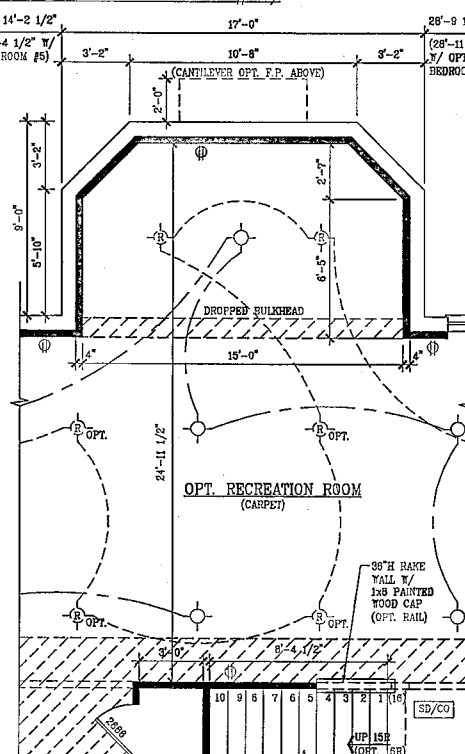 14'-2 1/2"
17'-0"
28'-9 1
-4 1/2" W/
ROOM #5)
3'-2"
10'-8"
3'-2"
(28'-11
W/ OPT
BEDROO
(CANTILEVER OPT. F.P. ABOVE)
2'-0"
3'-2"
9'-0"
5'-10"
2'-7"
6'-5"
R
R
DROPPED BULKHEAD
4"
15'-0"
4"
R
OPT.
R
OPT.
24'-11 1/2"
OPT. RECREATION ROOM
(CARPET)
36"H RAKE
WALL W/
1x8 PAINTED
WOOD CAP
(OPT. RAIL)
R
OPT.
R
OPT.
3'-0"
8'-4 1/2"
10 9 8 7 6 5 4 3 2 1 (16)
SD/CO
2668
UP 15R
(OPT. 16R)